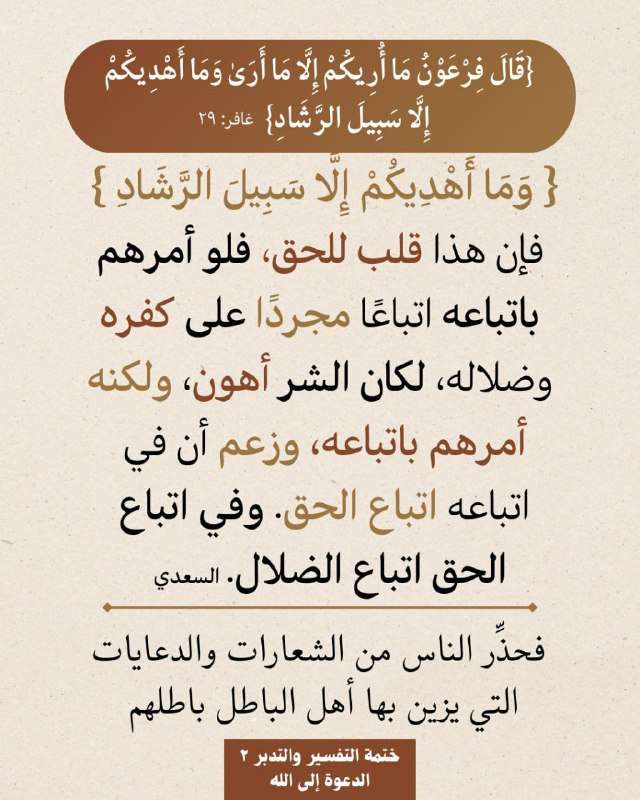 {قَالَ فِرْعَوْنُ مَا أُرِيكُمْ إِلَّا مَا أَرَىٰ وَمَا أَهْدِيكُمْ
إِلَّا سَبِيلَ الرَّشَادِ} غافر: ٢٩
{ وَمَا أَهْدِيكُمْ إِلَّا سَبِيلَ الرَّشَادِ }
فإن هذا قلب للحق، فلو أمرهم
باتباعه اتباعًا مجردًا على كفره
وضلاله، لكان الشر أهون، ولكنه
أمرهم باتباعه، وزعم أن في
اتباعه اتباع الحق. وفي اتباع
الحق اتباع الضلال. السعدي
فحذِّر الناس من الشعارات والدعايات
التي يزين بها أهل الباطل باطلهم
ختمة التفسير والتدبر ٢
الدعوة إلى الله